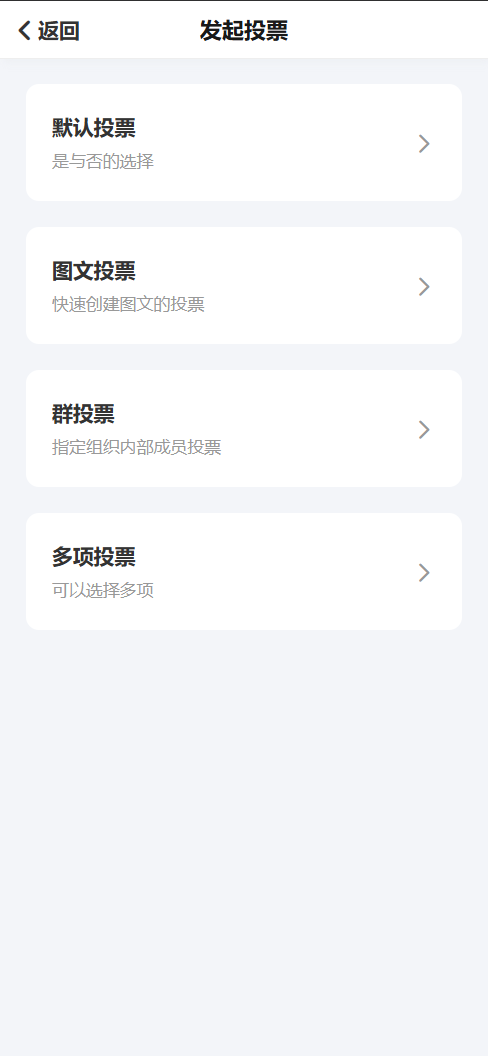 返回
发起投票
默认投票
是与否的选择
图文投票
快速创建图文的投票
群投票
指定组织内部成员投票
多项投票
可以选择多项